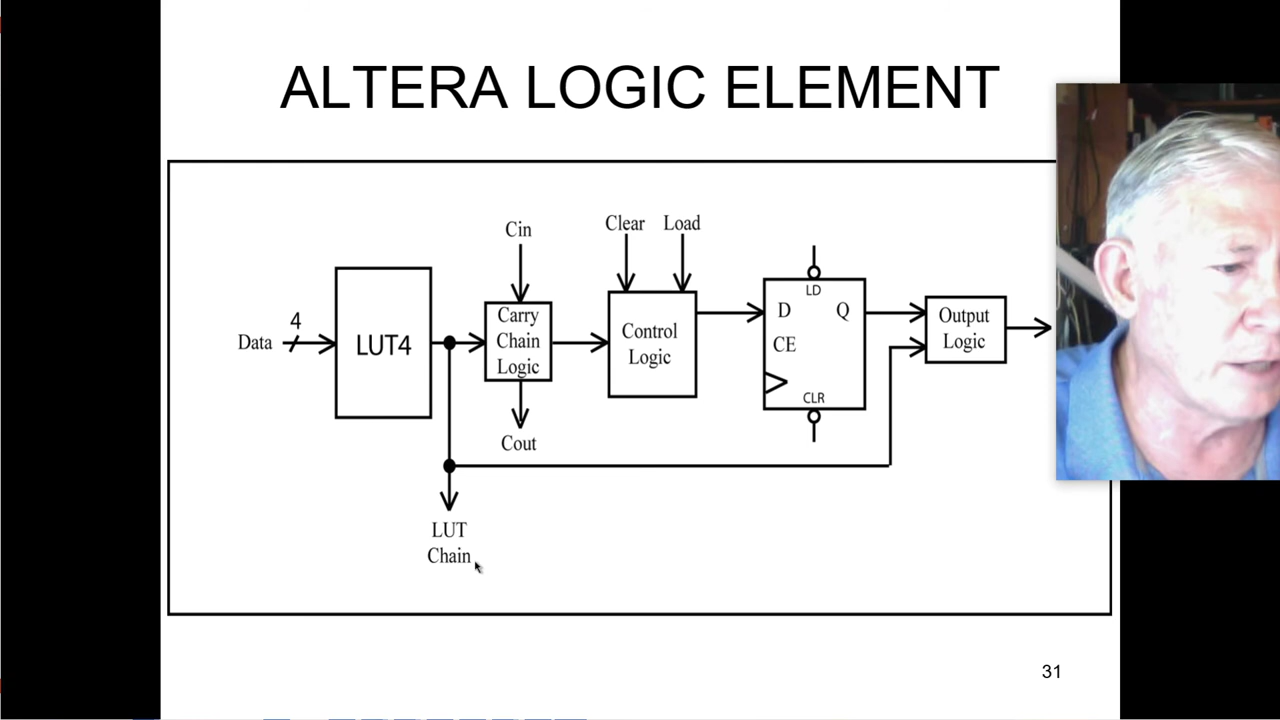 ALTERA LOGIC ELEMENT
Cin
Clear Load
4
Data
LUT4
Carry
Chain
Logic
Control
Logic
LD
D Q
CE
CLR
Output
Logic
Cout
LUT
Chain
31